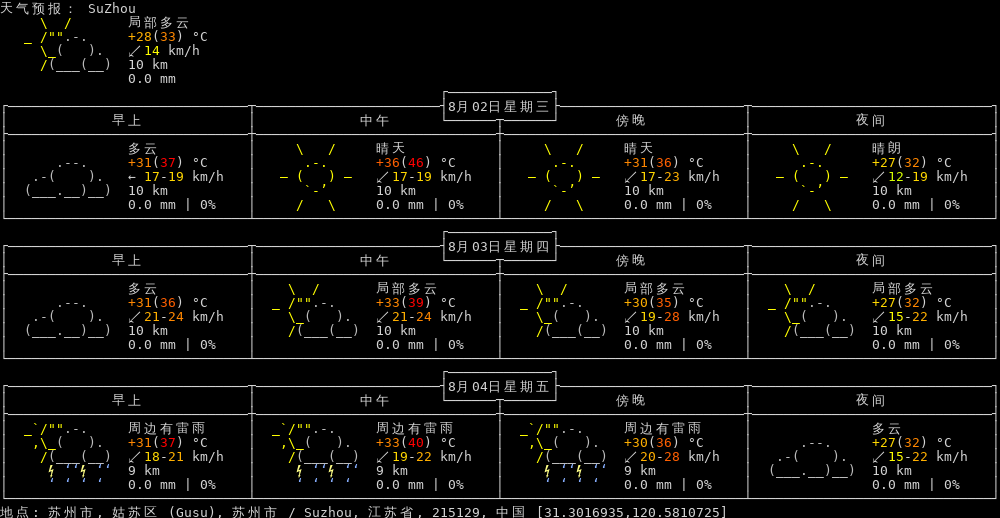 天气预报： SuZhou
局部多云
+28(33) °C
↙14 km/h
10 km
0.0 mm
8月02日星期三
早上 中午 傍晚 夜间
多云 晴天 晴天 晴朗
+31(37) °C +36(46) °C +31(36) °C +27(32) °C
← 17-19 km/h ↙17-19 km/h ↙17-23 km/h ↙12-19 km/h
10 km 10 km 10 km 10 km
0.0 mm | 0% 0.0 mm | 0% 0.0 mm | 0% 0.0 mm | 0%
8月03日星期四
早上 中午 傍晚 夜间
多云 局部多云 局部多云 局部多云
+31(36) °C +33(39) °C +30(35) °C +27(32) °C
↙21-24 km/h ↙21-24 km/h ↙19-28 km/h ↙15-22 km/h
10 km 10 km 10 km 10 km
0.0 mm | 0% 0.0 mm | 0% 0.0 mm | 0% 0.0 mm | 0%
8月04日星期五
早上 中午 傍晚 夜间
周边有雷雨 周边有雷雨 周边有雷雨 多云
+31(37) °C +33(40) °C +30(36) °C +27(32) °C
↙18-21 km/h ↙19-22 km/h ↙20-28 km/h ↙15-22 km/h
9 km 9 km 9 km 10 km
0.0 mm | 0% 0.0 mm | 0% 0.0 mm | 0% 0.0 mm | 0%
地点: 苏州市, 姑苏区 (Gusu), 苏州市 / Suzhou, 江苏省, 215129, 中国 [31.3016935,120.5810725]